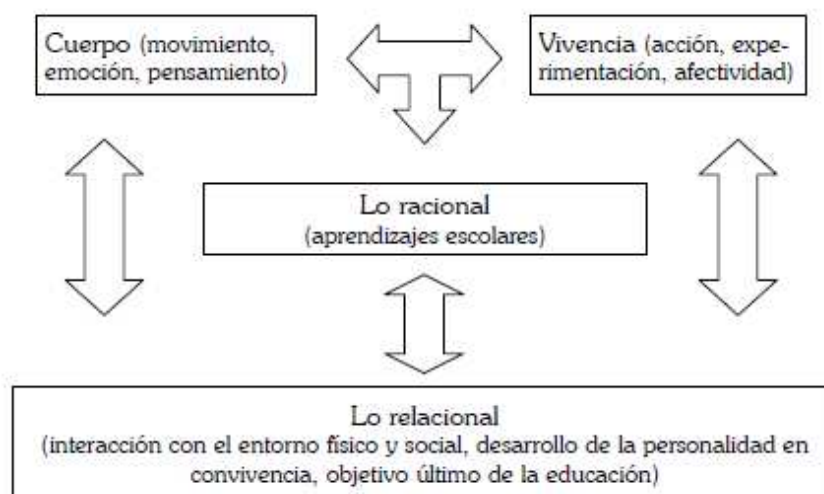 Cuerpo (movimiento,
emoción, pensamiento)
Vivencia (acción, expe-
rimentación, afectividad)
Lo racional
(aprendizajes escolares)
Lo relacional
(interacción con el entorno físico y social, desarrollo de la personalidad en
convivencia, objetivo último de la educación)